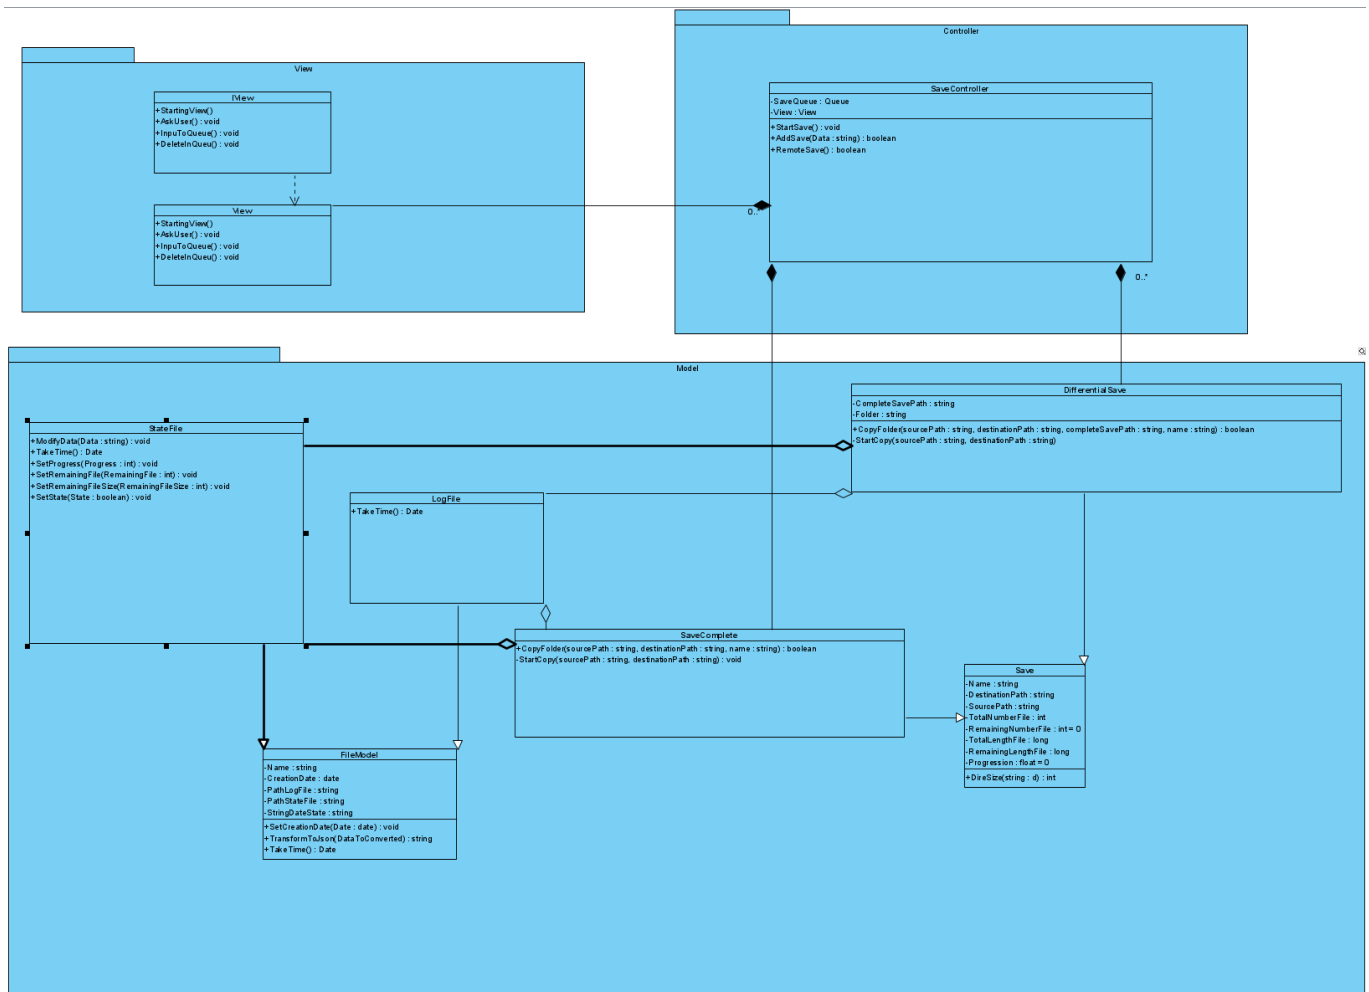 Controller
View
IView
+StartingView()
+AskUser() : void
+InpuToQueue() : void
+DeleteInQueu() : void
View
+StartingView()
+AskUser() : void
+InpuToQueue() : void
+DeleteInQueu() : void
SaveController
-SaveQueue : Queue
-View : View
+StartSave() : void
+AddSave(Data : string) : boolean
+RemoteSave() : boolean
0..*
0..*
Model
StateFile
+ModifyData(Data : string) : void
+TakeTime() : Date
+SetProgress(Progress : int) : void
+SetRemainingFile(RemainingFile : int) : void
+SetRemainingFileSize(RemainingFileSize : int) : void
+SetState(State : boolean) : void
DifferentialSave
-CompleteSavePath : string
-Folder : string
+CopyFolder(sourcePath : string, destinationPath : string, completeSavePath : string, name : string) : boolean
-StartCopy(sourcePath : string, destinationPath : string)
LogFile
+TakeTime() : Date
SaveComplete
+CopyFolder(sourcePath : string, destinationPath : string, name : string) : boolean
-StartCopy(sourcePath : string, destinationPath : string) : void
Save
-Name : string
-DestinationPath : string
-SourcePath : string
-TotalNumberFile : int
-RemainingNumberFile : int = 0
-TotalLengthFile : long
-RemainingLengthFile : long
-Progression : float = 0
+DireSize(string : d) : int
FileModel
-Name : string
-CreationDate : date
-PathLogFile : string
-PathStateFile : string
-StringDateState : string
+SetCreationDate(Date : date) : void
+TransformToJson(DataToConverted) : string
+TakeTime() : Date